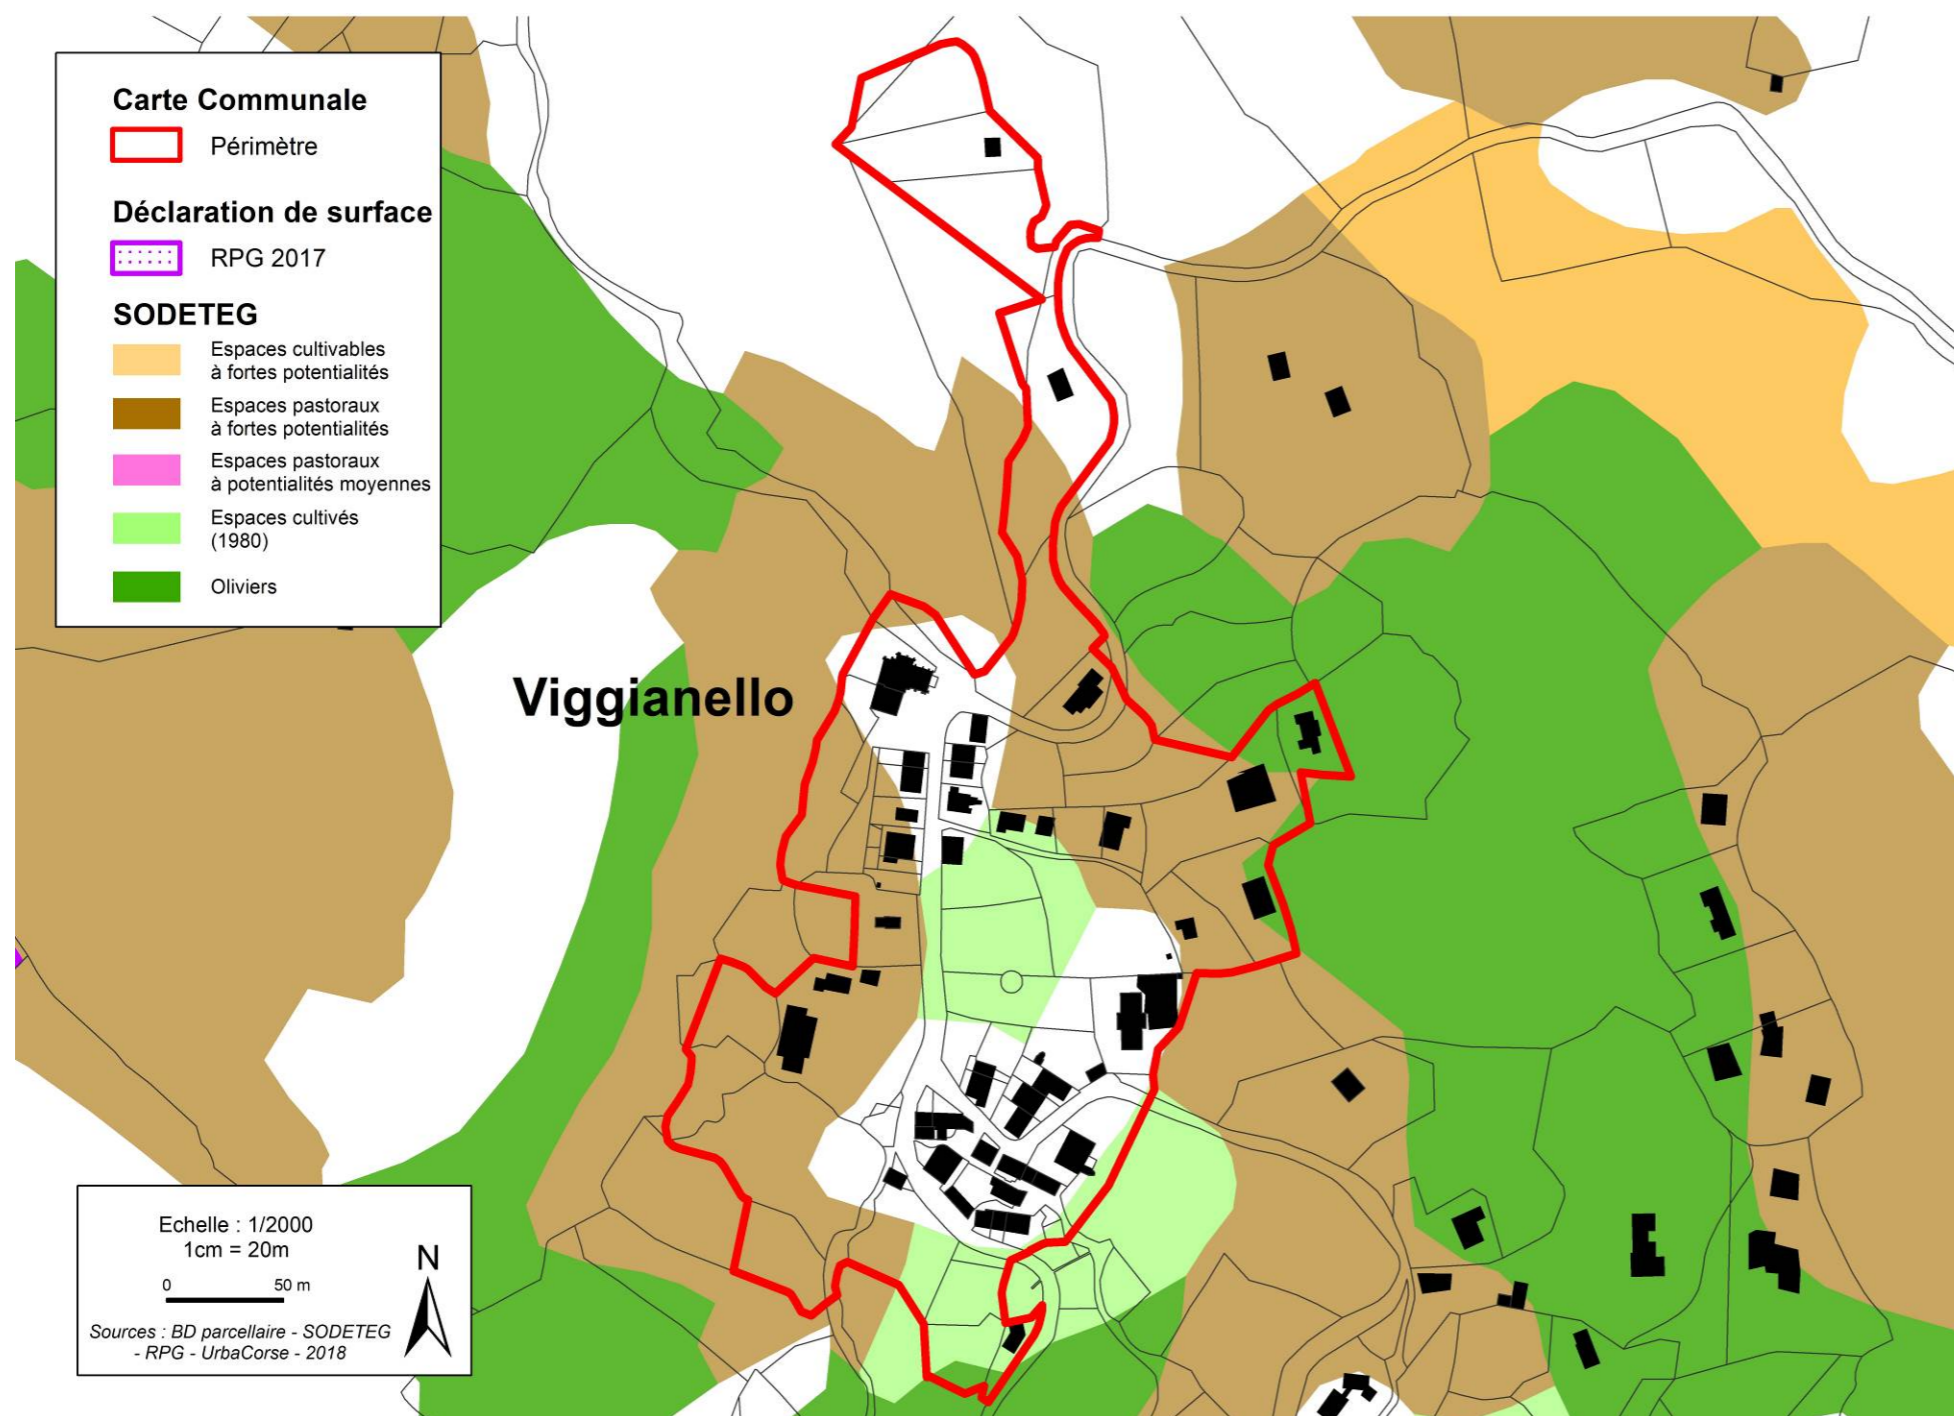 Carte Communale
Périmètre
Déclaration de surface
RPG 2017
SODETEG
Espaces cultivables
à fortes potentialités
Espaces pastoraux
à fortes potentialités
Espaces pastoraux
à potentialités moyennes
Espaces cultivés
(1980)
Oliviers
Viggianello
Echelle : 1/2000
1cm = 20m
N
0 50 m
Sources : BD parcellaire - SODETEG
- RPG - UrbaCorse - 2018